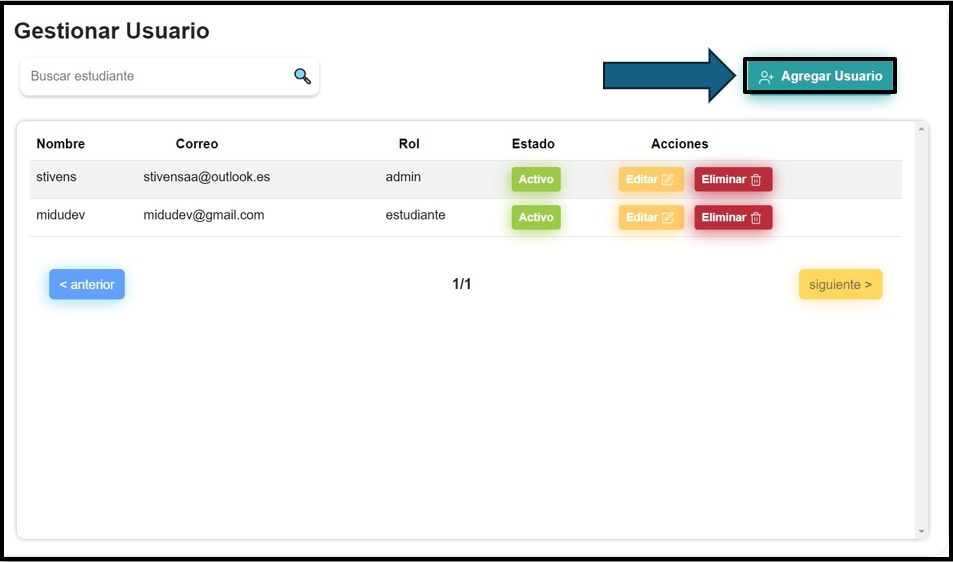 Gestionar Usuario
Buscar estudiante
Agregar Usuario
Nombre Correo Rol Estado Acciones
stivens stivensaa@outlook.es admin Activo Editar Eliminar
midudev midudev@gmail.com estudiante Activo Editar Eliminar
< anterior 1/1 siguiente >